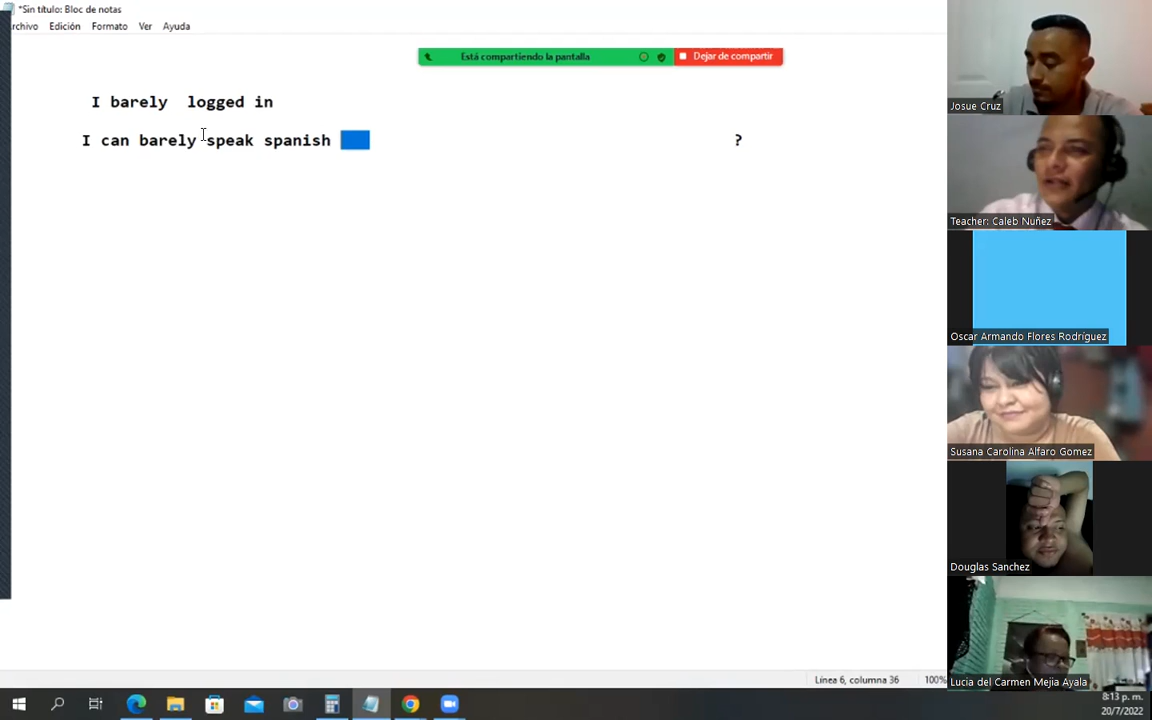 *Sin título: Bloc de notas
rchivo Edición Formato Ver Ayuda
Está compartiendo la pantalla Dejar de compartir
I barely logged in
I can barely speak spanish ?
Josue Cruz
Teacher: Caleb Nuñez
Oscar Armando Flores Rodríguez
Susana Carolina Alfaro Gomez
Douglas Sanchez
Lucia del Carmen Mejia Ayala
Línea 6, columna 36 100%
8:13 p. m.
20/7/2022